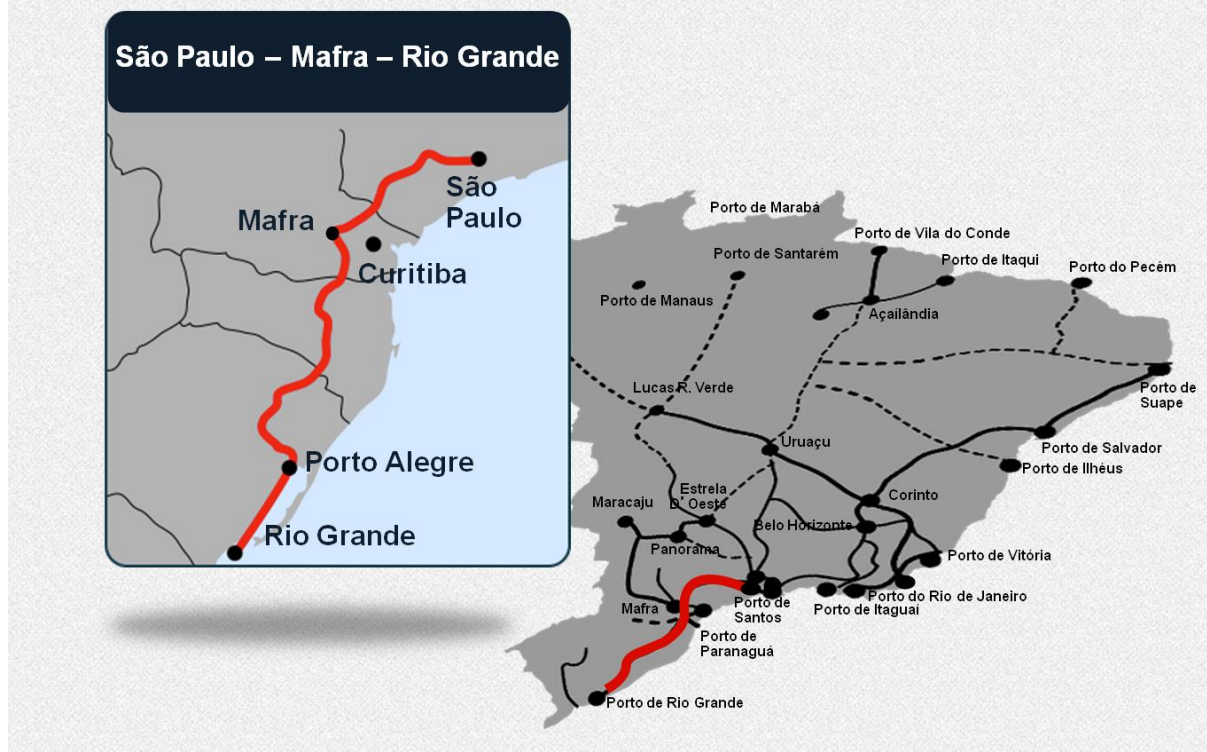 São Paulo – Mafra – Rio Grande
São
Paulo
Mafra
Curitiba
Porto Alegre
Rio Grande
Porto de Marabá
Porto de Vila do Conde
Porto de Santarém
Porto de Itaqui
Porto do Pecém
Porto de Manaus
Açailândia
Lucas R. Verde
Porto de
Suape
Uruaçu
Porto de Salvador
Porto de Ilhéus
Estrela
D´Oeste
Maracaju
Corinto
Belo Horizonte
Panorama
Porto de Vitória
Porto do Rio de Janeiro
Mafra
Porto de
Santos
Porto de Itaguaí
Porto de
Paranaguá
Porto de Rio Grande